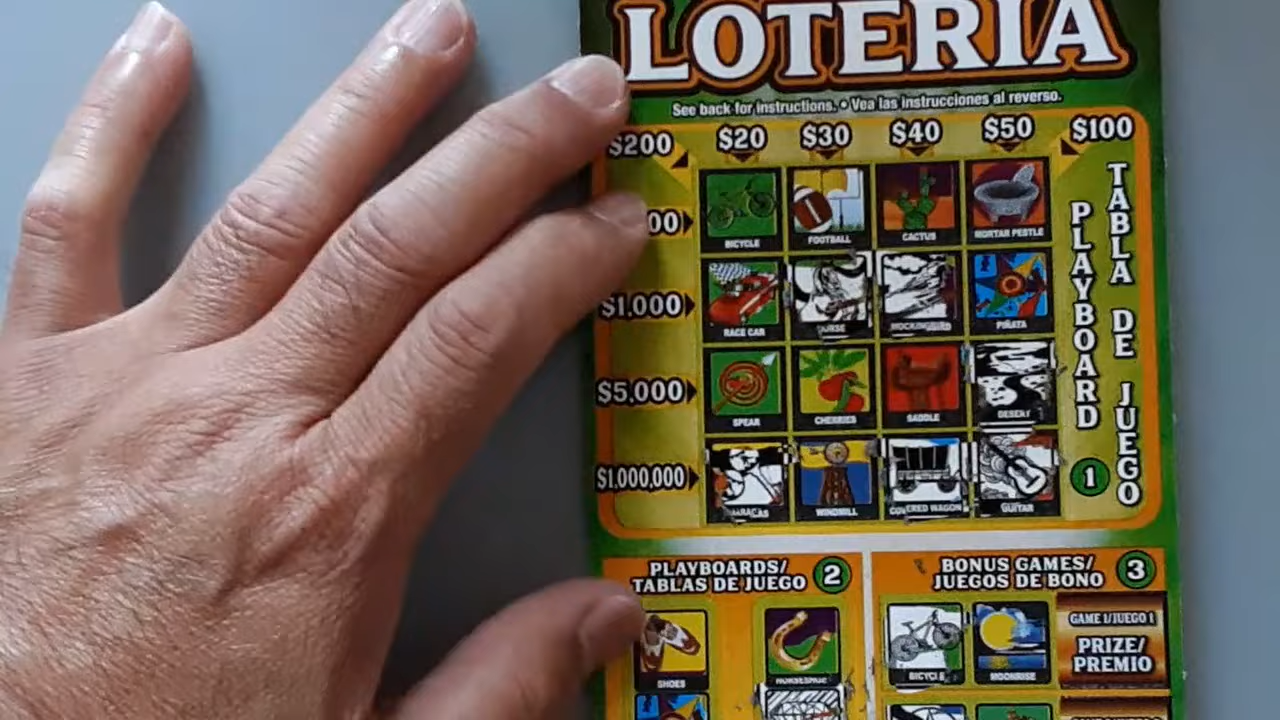 LOTERIA
See back for instructions. • Vea las instrucciones al reverso.
$200 $20 $30 $40 $50 $100
BICYCLE FOOTBALL CACTUS MORTAR PESTLE
$1,000
RACE CAR MOCKINGBIRD PIÑATA
$5,000
SPEAR CHERRIES SADDLE DESERT
$1,000,000
MARACAS WINDMILL COVERED WAGON GUITAR
PLAYBOARD
TABLA DE JUEGO
1
PLAYBOARDS/
TABLAS DE JUEGO 2
SHOES HORSESHOE
BONUS GAMES/
JUEGOS DE BONO 3
BICYCLE MOONRISE
GAME 1/JUEGO 1
PRIZE/
PREMIO